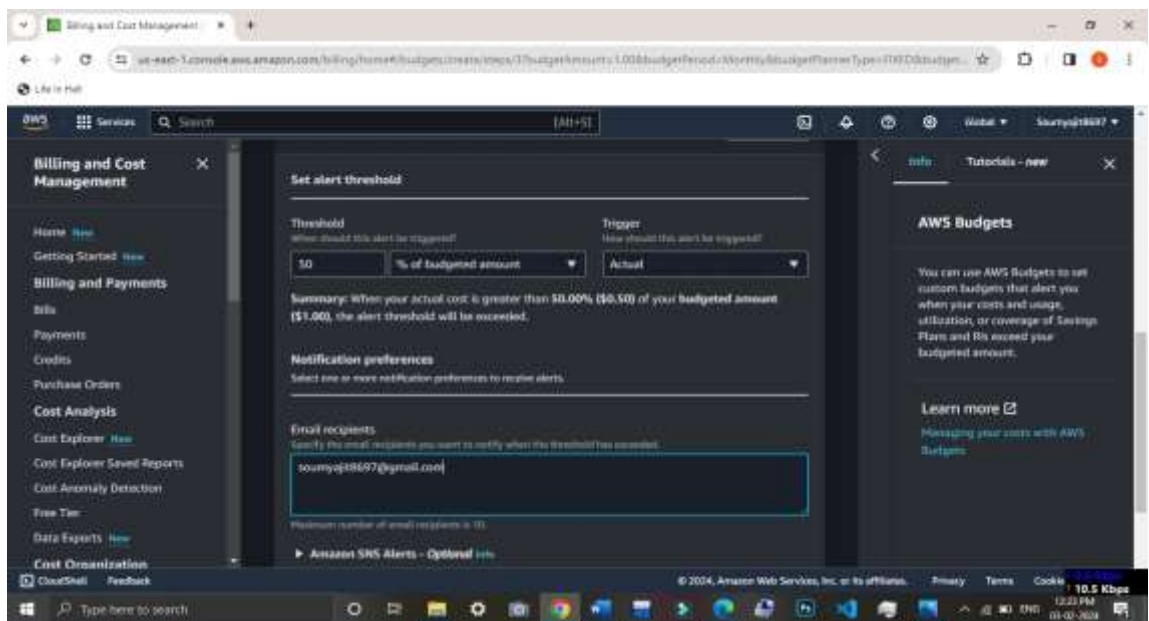 Billing and Cost Management
us-east-1.console.aws.amazon.com/billing/home#/budgets/create/steps/3?budgetAmount=1.00&budgetPeriod=Monthly&budgetPlannerType=FIXED&budget...
Life is Hell
aws
Services
Search
[Alt+S]
Global
Soumyajit8697
Billing and Cost
Management
Home New
Getting Started New
Billing and Payments
Bills
Payments
Credits
Purchase Orders
Cost Analysis
Cost Explorer New
Cost Explorer Saved Reports
Cost Anomaly Detection
Free Tier
Data Exports New
Cost Organization
Set alert threshold
Threshold
When should this alert be triggered?
50
% of budgeted amount
Trigger
How should this alert be triggered?
Actual
Summary: When your actual cost is greater than 50.00% ($0.50) of your budgeted amount
($1.00), the alert threshold will be exceeded.
Notification preferences
Select one or more notification preferences to receive alerts.
Email recipients
Specify the email recipients you want to notify when the threshold has exceeded.
soumyajit8697@gmail.com
Maximum number of email recipients is 10.
Amazon SNS Alerts - Optional Info
Info
Tutorials - new
AWS Budgets
You can use AWS Budgets to set
custom budgets that alert you
when your costs and usage,
utilization, or coverage of Savings
Plans and RIs exceed your
budgeted amount.
Learn more
Managing your costs with AWS
Budgets
CloudShell
Feedback
© 2024, Amazon Web Services, Inc. or its affiliates.
Privacy
Terms
Cookie
10.5 Kbps
Type here to search
ENG
12:23 PM
03-02-2024